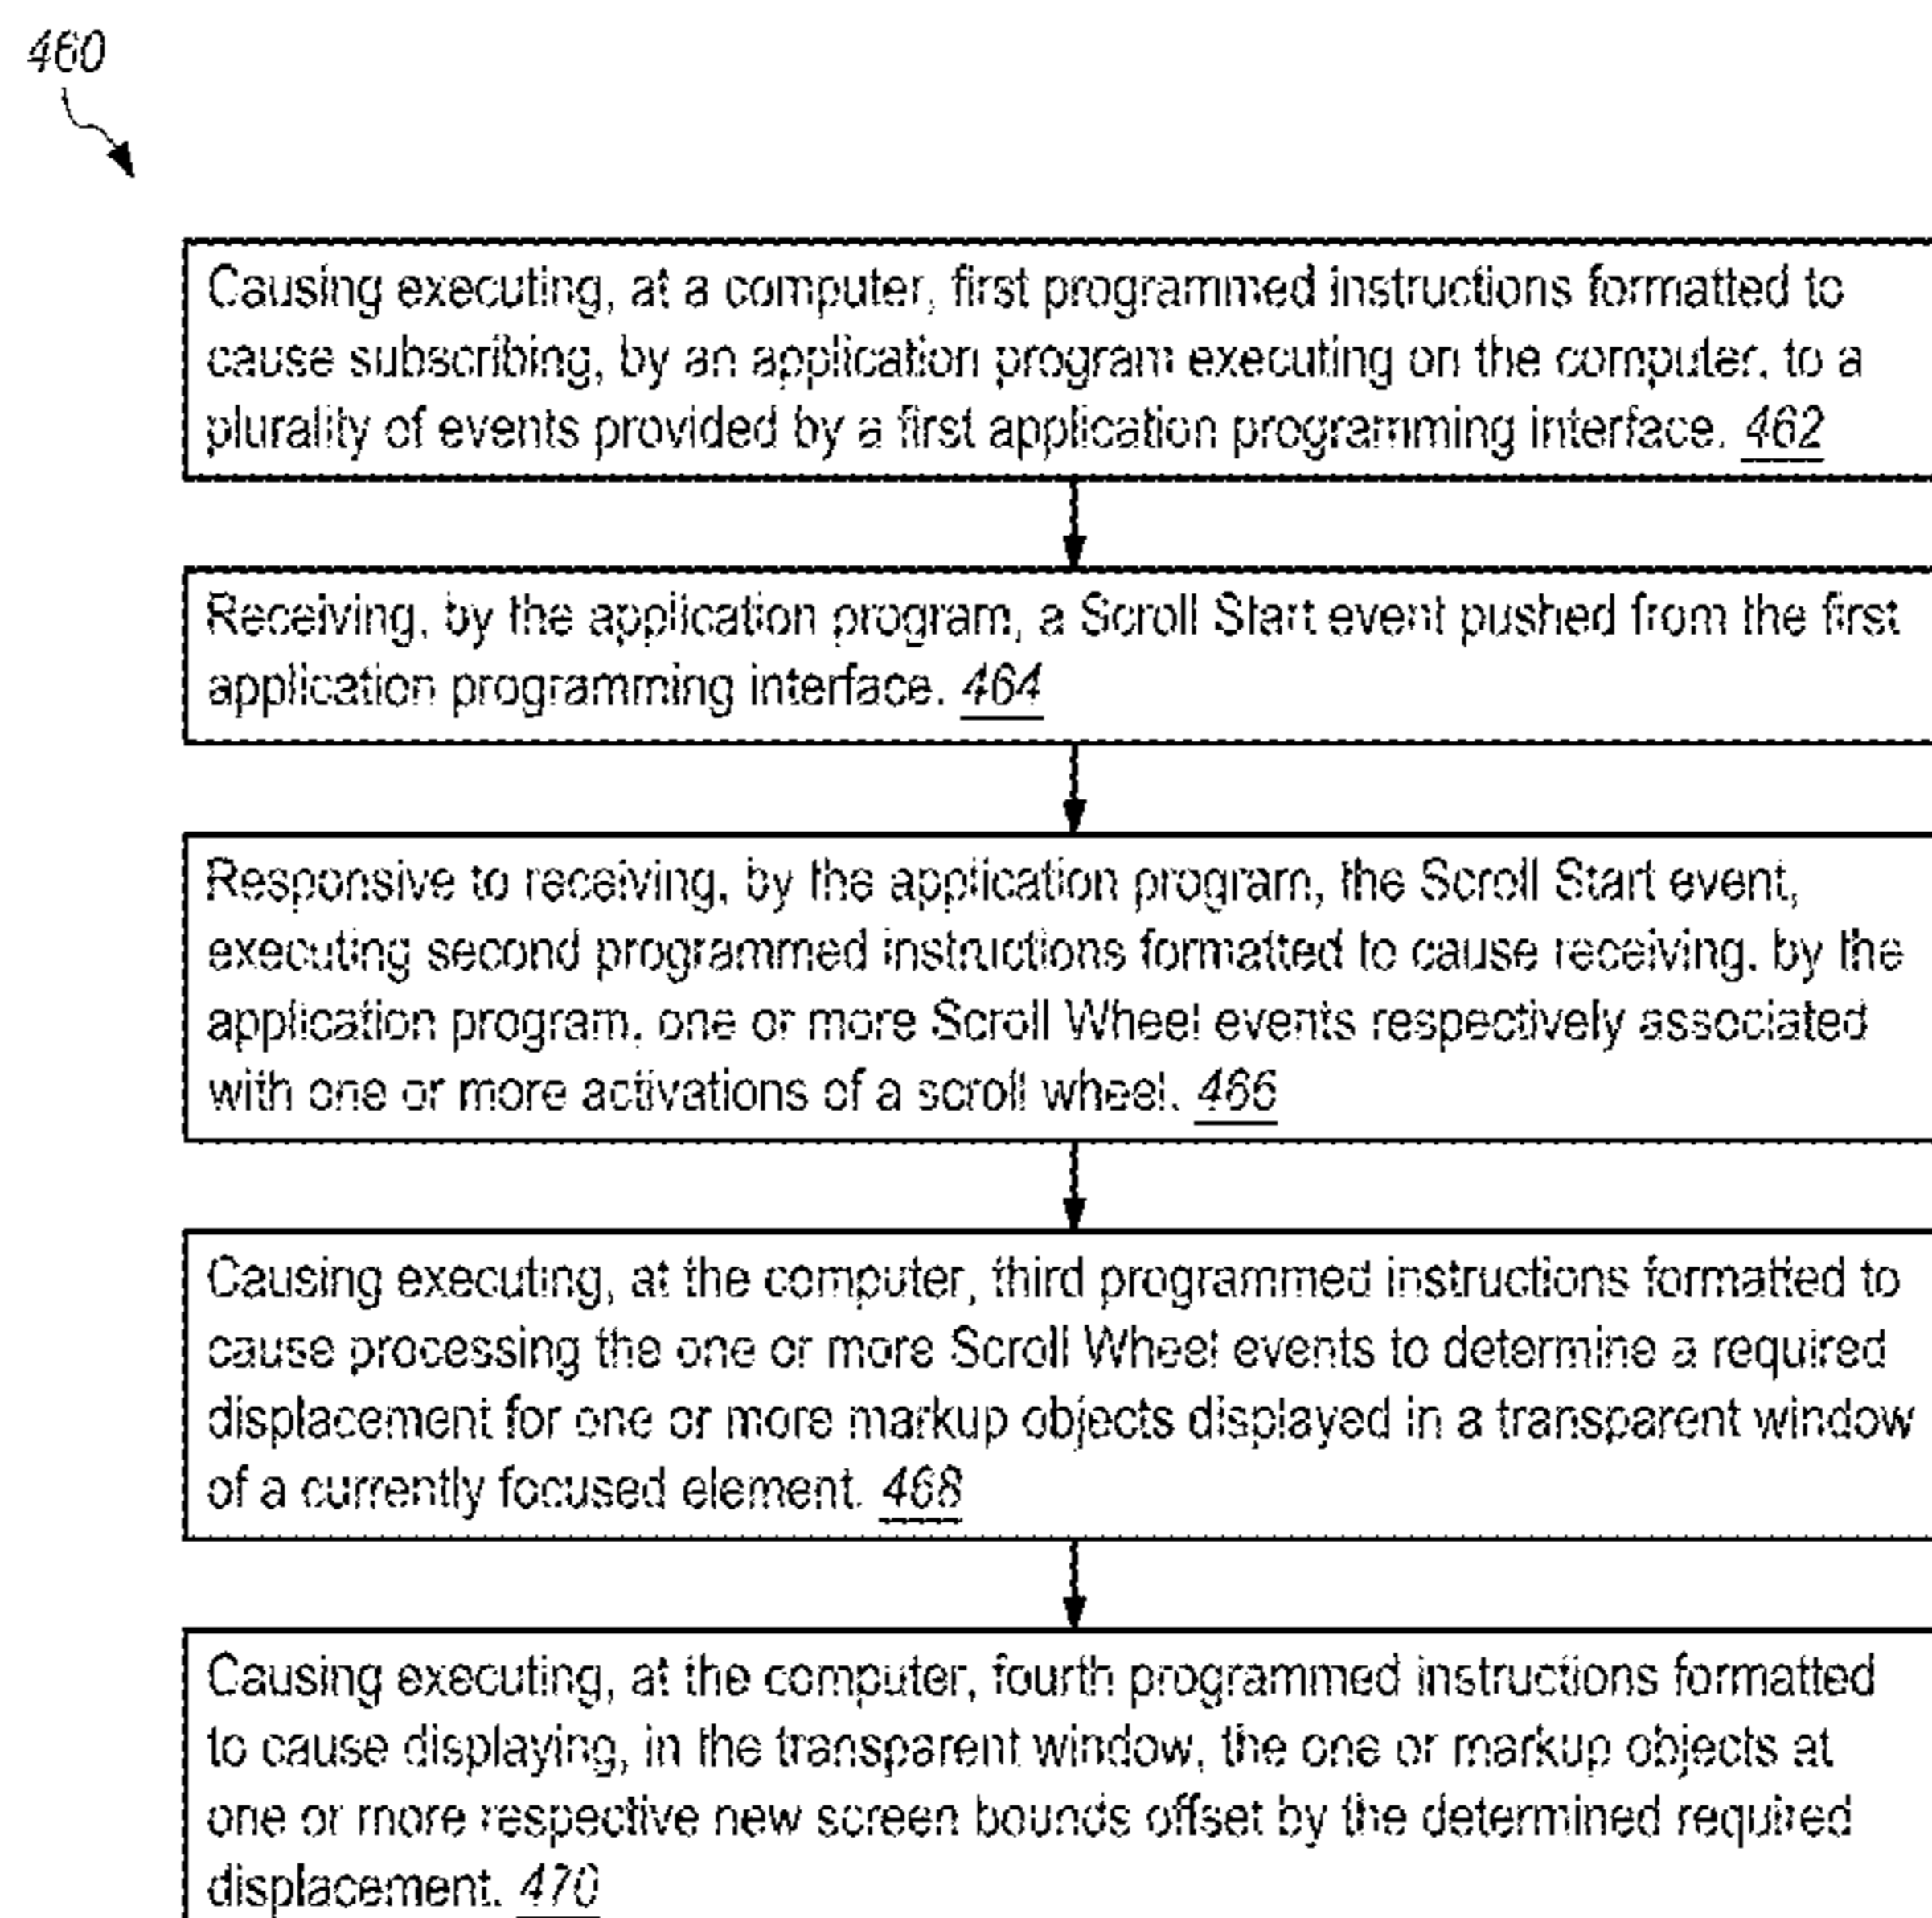 460
Causing executing, at a computer, first programmed instructions formatted to
cause subscribing, by an application program executing on the computer, to a
plurality of events provided by a first application programming interface. 462
Receiving, by the application program, a Scroll Start event pushed from the first
application programming interface. 464
Responsive to receiving, by the application program, the Scroll Start event,
executing second programmed instructions formatted to cause receiving, by the
application program, one or more Scroll Wheel events respectively associated
with one or more activations of a scroll wheel. 466
Causing executing, at the computer, third programmed instructions formatted to
cause processing the one or more Scroll Wheel events to determine a required
displacement for one or more markup objects displayed in a transparent window
of a currently focused element. 468
Causing executing, at the computer, fourth programmed instructions formatted
to cause displaying, in the transparent window, the one or markup objects at
one or more respective new screen bounds offset by the determined required
displacement. 470